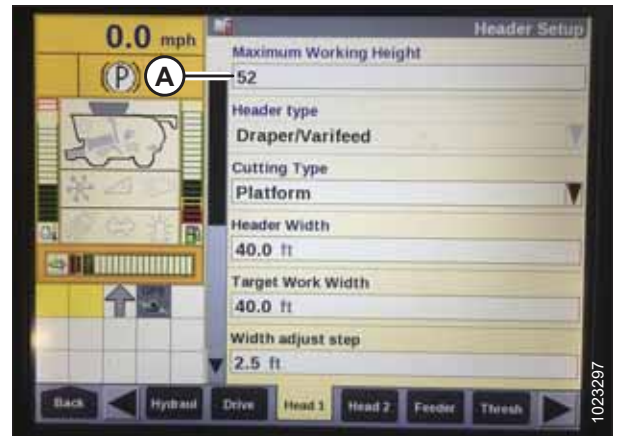 0.0 mph
Header Setup
Maximum Working Height
(P)
A
52
Header type
Draper/Varifeed
Cutting Type
Platform
Header Width
40.0 ft
Target Work Width
40.0 ft
Width adjust step
2.5 ft
Back
Hydraul
Drive
Head 1
Head 2
Feeder
Thresh
1023297